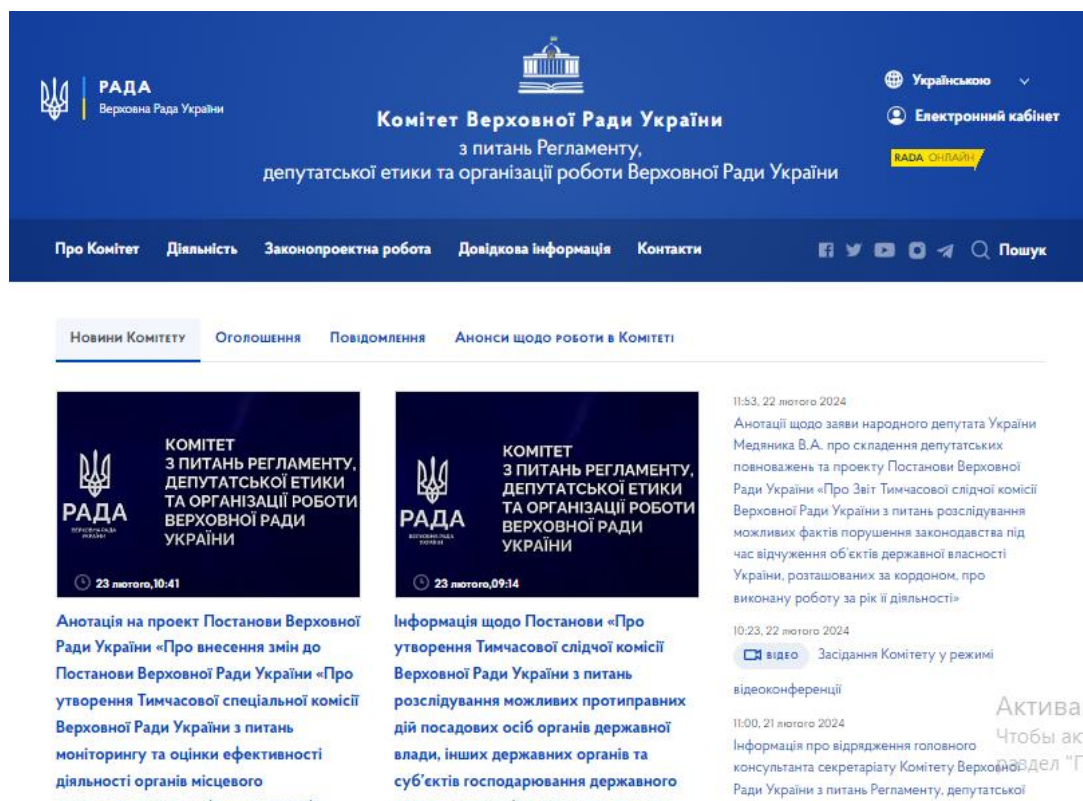 РАДА
Верховна Рада України
Комітет Верховної Ради України
з питань Регламенту,
депутатської етики та організації роботи Верховної Ради України
Українською
Електронний кабінет
RADA ОНЛАЙН
Про Комітет Діяльність Законопроектна робота Довідкова інформація Контакти Пошук
Новини Комітету Оголошення Повідомлення Анонси щодо роботи в Комітеті
РАДА
КОМІТЕТ
З ПИТАНЬ РЕГЛАМЕНТУ,
ДЕПУТАТСЬКОЇ ЕТИКИ
ТА ОРГАНІЗАЦІЇ РОБОТИ
ВЕРХОВНОЇ РАДИ
УКРАЇНИ
23 лютого,10:41
Анотація на проект Постанови Верховної
Ради України «Про внесення змін до
Постанови Верховної Ради України «Про
утворення Тимчасової спеціальної комісії
Верховної Ради України з питань
моніторингу та оцінки ефективності
діяльності органів місцевого
РАДА
КОМІТЕТ
З ПИТАНЬ РЕГЛАМЕНТУ,
ДЕПУТАТСЬКОЇ ЕТИКИ
ТА ОРГАНІЗАЦІЇ РОБОТИ
ВЕРХОВНОЇ РАДИ
УКРАЇНИ
23 лютого,09:14
Інформація щодо Постанови «Про
утворення Тимчасової слідчої комісії
Верховної Ради України з питань
розслідування можливих протиправних
дій посадових осіб органів державної
влади, інших державних органів та
суб’єктів господарювання державного
11:53, 22 лютого 2024
Анотації щодо заяви народного депутата України
Медяника В.А. про складення депутатських
повноважень та проекту Постанови Верховної
Ради України «Про Звіт Тимчасової слідчої комісії
Верховної Ради України з питань розслідування
можливих фактів порушення законодавства під
час відчуження об’єктів державної власності
України, розташованих за кордоном, про
виконану роботу за рік її діяльності»
10:23, 22 лютого 2024
ВІДЕО Засідання Комітету у режимі
відеоконференції
11:00, 21 лютого 2024
Інформація про відрядження головного
консультанта секретаріату Комітету Верховної
Ради України з питань Регламенту, депутатської
Актива
Чтобы ак
раздел "П